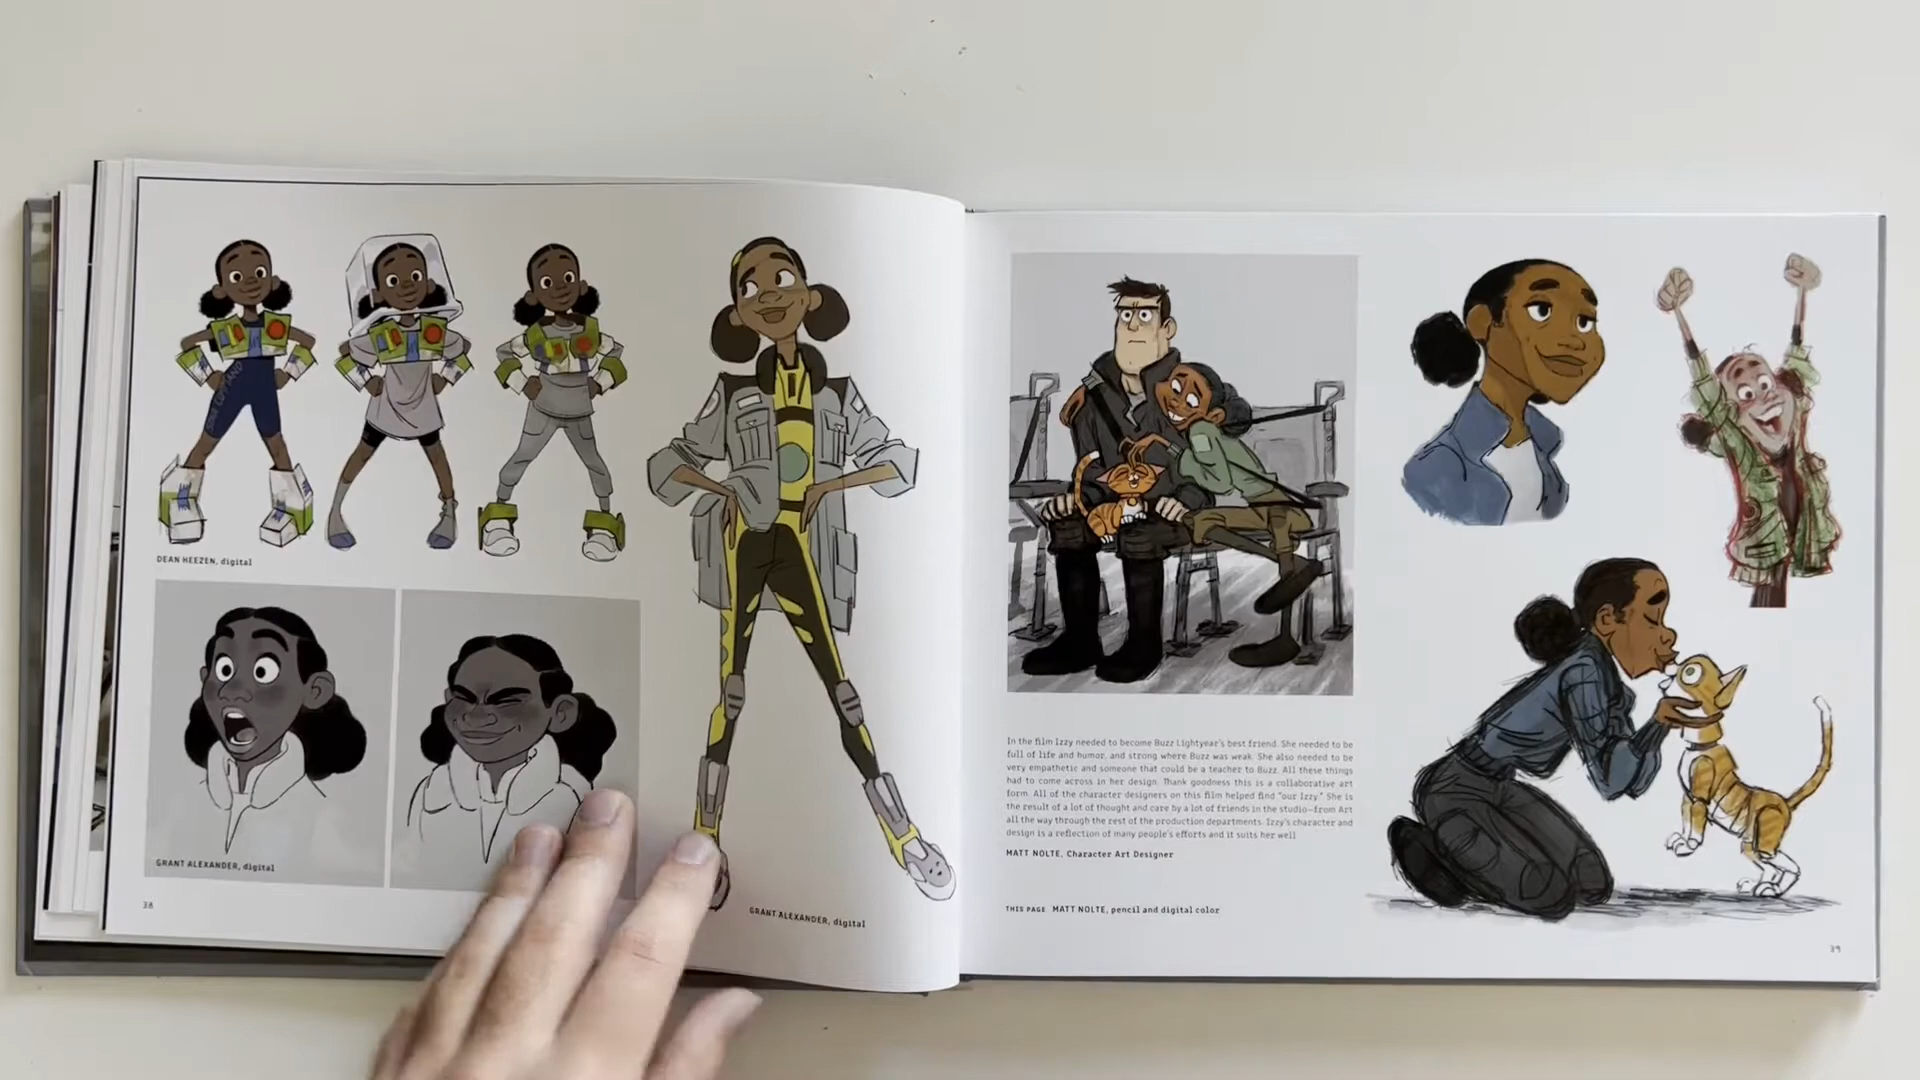 DEAN HEEZEN, digital
GRANT ALEXANDER, digital
38
GRANT ALEXANDER, digital
In the film Izzy needed to become Buzz Lightyear's best friend. She needed to be
full of life and humor, and strong where Buzz was weak. She also needed to be
very empathetic and someone that could be a teacher to Buzz. All these things
had to come across in her design. Thank goodness this is a collaborative art
form. All of the character designers on this film helped find "our Izzy." She is
the result of a lot of thought and care by a lot of friends in the studio—from Art
all the way through the rest of the production departments. Izzy's character and
design is a reflection of many people's efforts and it suits her well
MATT NOLTE, Character Art Designer
THIS PAGE MATT NOLTE, pencil and digital color
39